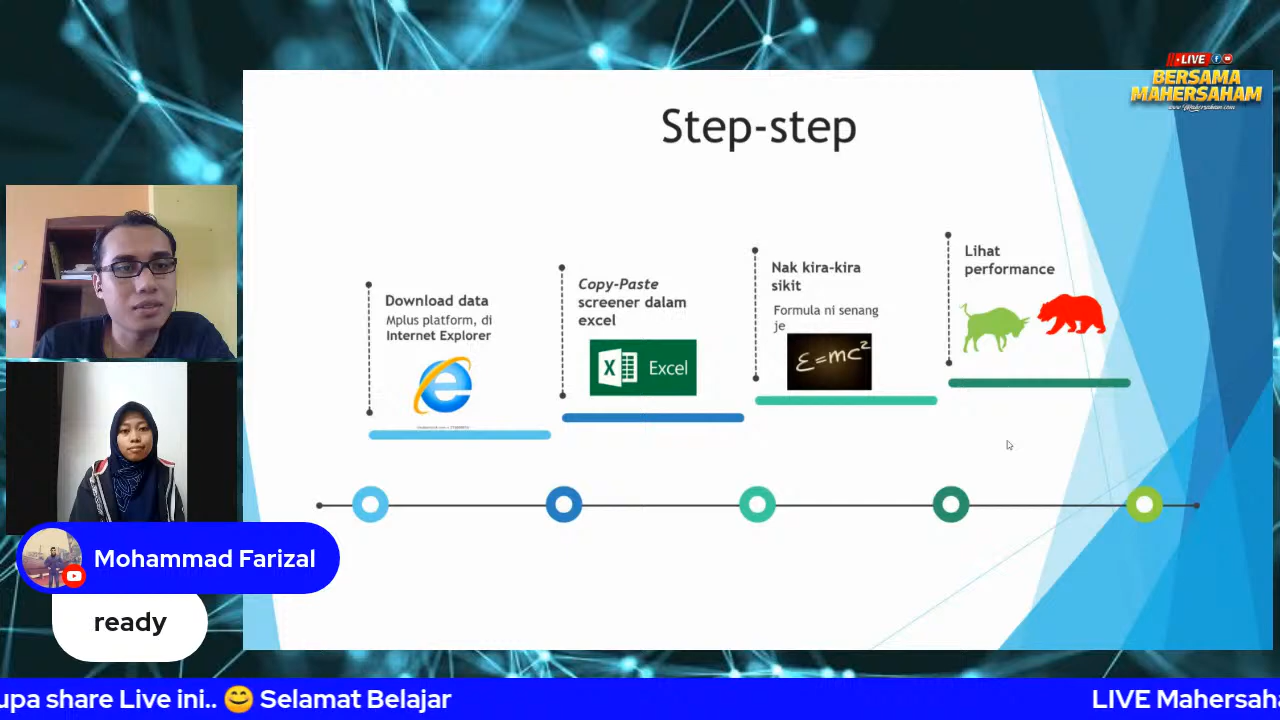 LIVE
BERSAMA
MAHERSAHAM
Step-step
Download data
Mplus platform, di
Internet Explorer
Copy-Paste
screener dalam
excel
X Excel
Nak kira-kira
sikit
Formula ni senang
je
Ɛ=mc²
Lihat
performance
Mohammad Farizal
ready
upa share Live ini.. 😊 Selamat Belajar
LIVE Mahersaha